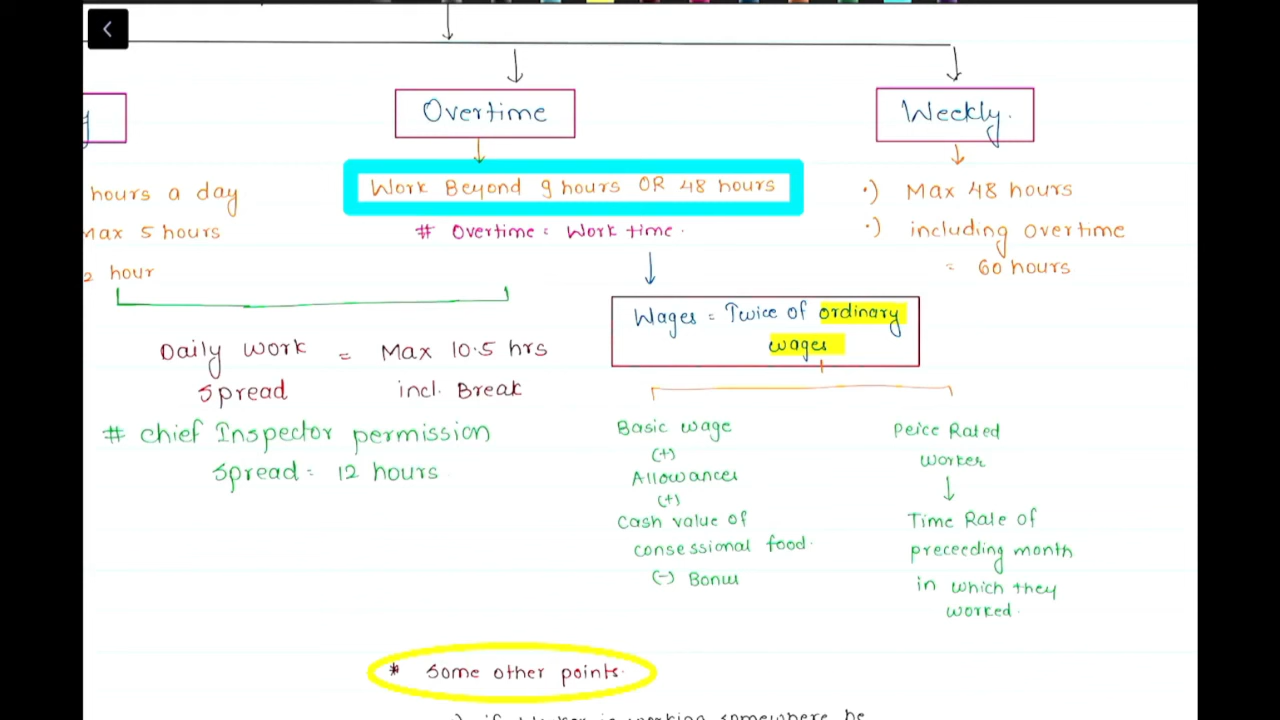 Overtime
Weekly.
y
hours a day
Max 5 hours
hour
Work Beyond 9 hours OR 48 hours
# Overtime = Work time.
•) Max 48 hours
•) including overtime
= 60 hours
Wages = Twice of ordinary
wages
Daily work = Max 10.5 hrs
spread incl. Break
# chief Inspector permission
spread = 12 hours
Basic wage
(+)
Allowances
(+)
Cash value of
consessional food.
(-) Bonus
Peice Rated
worker
Time Rate of
preceeding month
in which they
worked.
* Some other points.